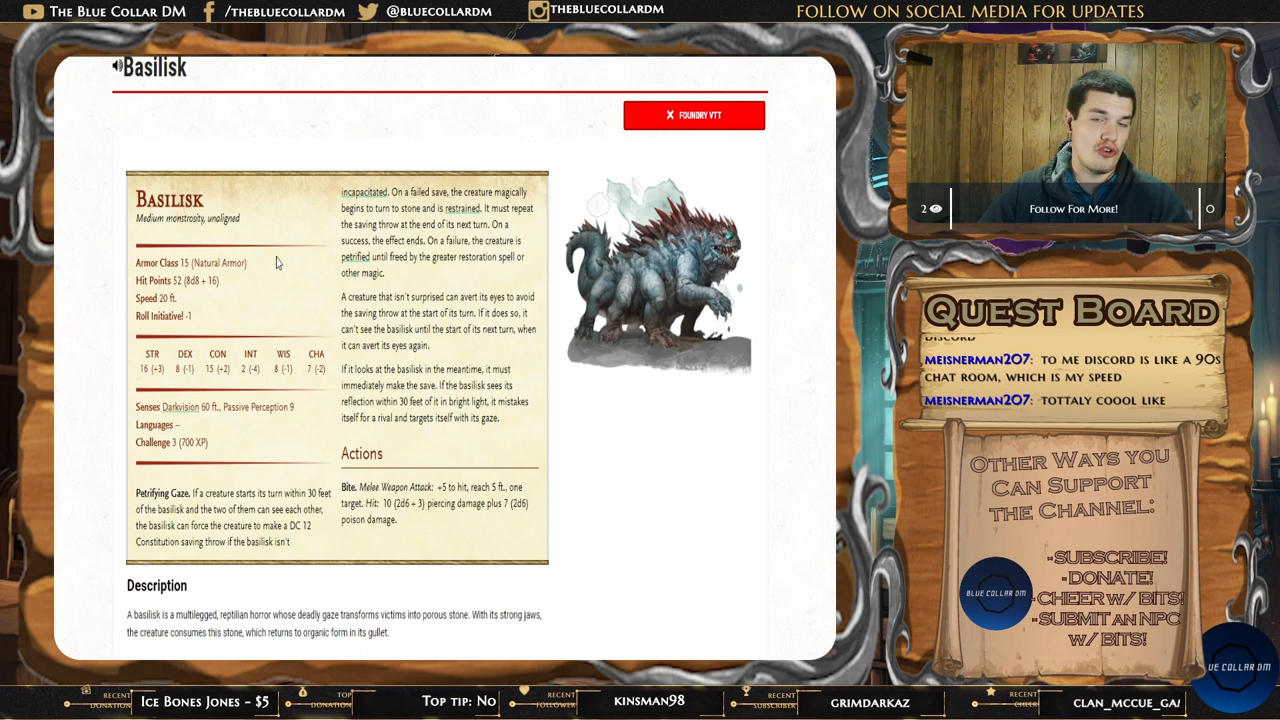 The Blue Collar DM
/thebluecollardm
@bluecollardm
thebluecollardm
Follow on social media for updates
Basilisk
X FOUNDRY VTT
Basilisk
Medium monstrosity, unaligned
Armor Class 15 (Natural Armor)
Hit Points 52 (8d8 + 16)
Speed 20 ft.
Roll Initiative! -1
STR DEX CON INT WIS CHA
16 (+3) 8 (-1) 15 (+2) 2 (-4) 8 (-1) 7 (-2)
Senses Darkvision 60 ft., Passive Perception 9
Languages --
Challenge 3 (700 XP)
Petrifying Gaze. If a creature starts its turn within 30 feet
of the basilisk and the two of them can see each other,
the basilisk can force the creature to make a DC 12
Constitution saving throw if the basilisk isn't
incapacitated. On a failed save, the creature magically
begins to turn to stone and is restrained. It must repeat
the saving throw at the end of its next turn. On a
success, the effect ends. On a failure, the creature is
petrified until freed by the greater restoration spell or
other magic.
A creature that isn't surprised can avert its eyes to avoid
the saving throw at the start of its turn. If it does so, it
can't see the basilisk until the start of its next turn, when
it can avert its eyes again.
If it looks at the basilisk in the meantime, it must
immediately make the save. If the basilisk sees its
reflection within 30 feet of it in bright light, it mistakes
itself for a rival and targets itself with its gaze.
Actions
Bite. Melee Weapon Attack: +5 to hit, reach 5 ft., one
target. Hit: 10 (2d6 + 3) piercing damage plus 7 (2d6)
poison damage.
Description
A basilisk is a multilegged, reptilian horror whose deadly gaze transforms victims into porous stone. With its strong jaws,
the creature consumes this stone, which returns to organic form in its gullet.
2
Follow For More!
0
Quest Board
discord
meisnerman207: to me discord is like a 90s
chat room, which is my speed
meisnerman207: tottaly coool like
Other Ways you
Can Support
the Channel:
-Subscribe!
-Donate!
-Cheer w/ Bits!
-Submit an NPC
w/ Bits!
BLUE COLLAR DM
UE COLLAR DM
Recent Donation
Ice Bones Jones - $5
Top Donation
Top tip: No
Recent Follower
kinsman98
Recent Subscriber
grimdarkaz
Recent Cheer
clan_mccue_ga